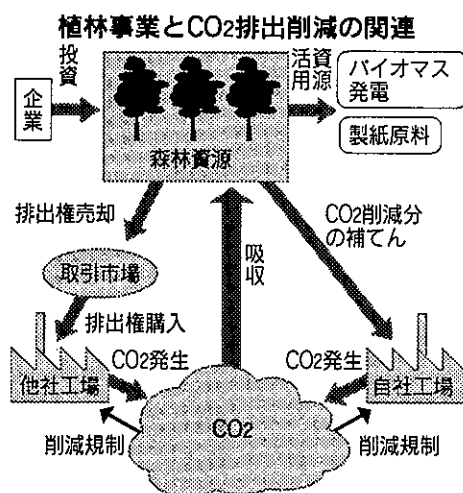 植林事業とCO2排出削減の関連
投資
企業
森林資源
資源
活用
バイオマス
発電
製紙原料
排出権売却
取引市場
排出権購入
吸収
CO2削減分
の補てん
CO2発生
CO2発生
他社工場
自社工場
CO2
削減規制
削減規制